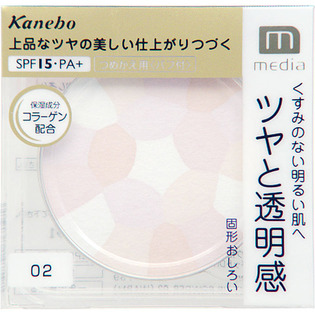 Kanebo
上品なツヤの美しい仕上がりつづく
SPF15・PA+
m
media
保湿成分
コラーゲン
配合
くすみのない明るい肌へ
ツヤと透明感
固形おしろい
02